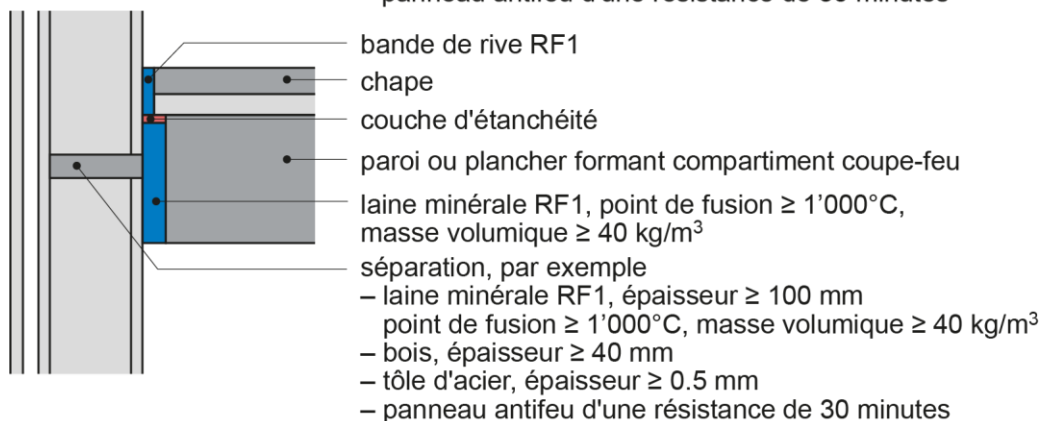 bande de rive RF1
chape
couche d'étanchéité
paroi ou plancher formant compartiment coupe-feu
laine minérale RF1, point de fusion ≥ 1’000°C,
masse volumique ≥ 40 kg/m³
séparation, par exemple
– laine minérale RF1, épaisseur ≥ 100 mm
point de fusion ≥ 1’000°C, masse volumique ≥ 40 kg/m³
– bois, épaisseur ≥ 40 mm
– tôle d'acier, épaisseur ≥ 0.5 mm
– panneau antifeu d'une résistance de 30 minutes